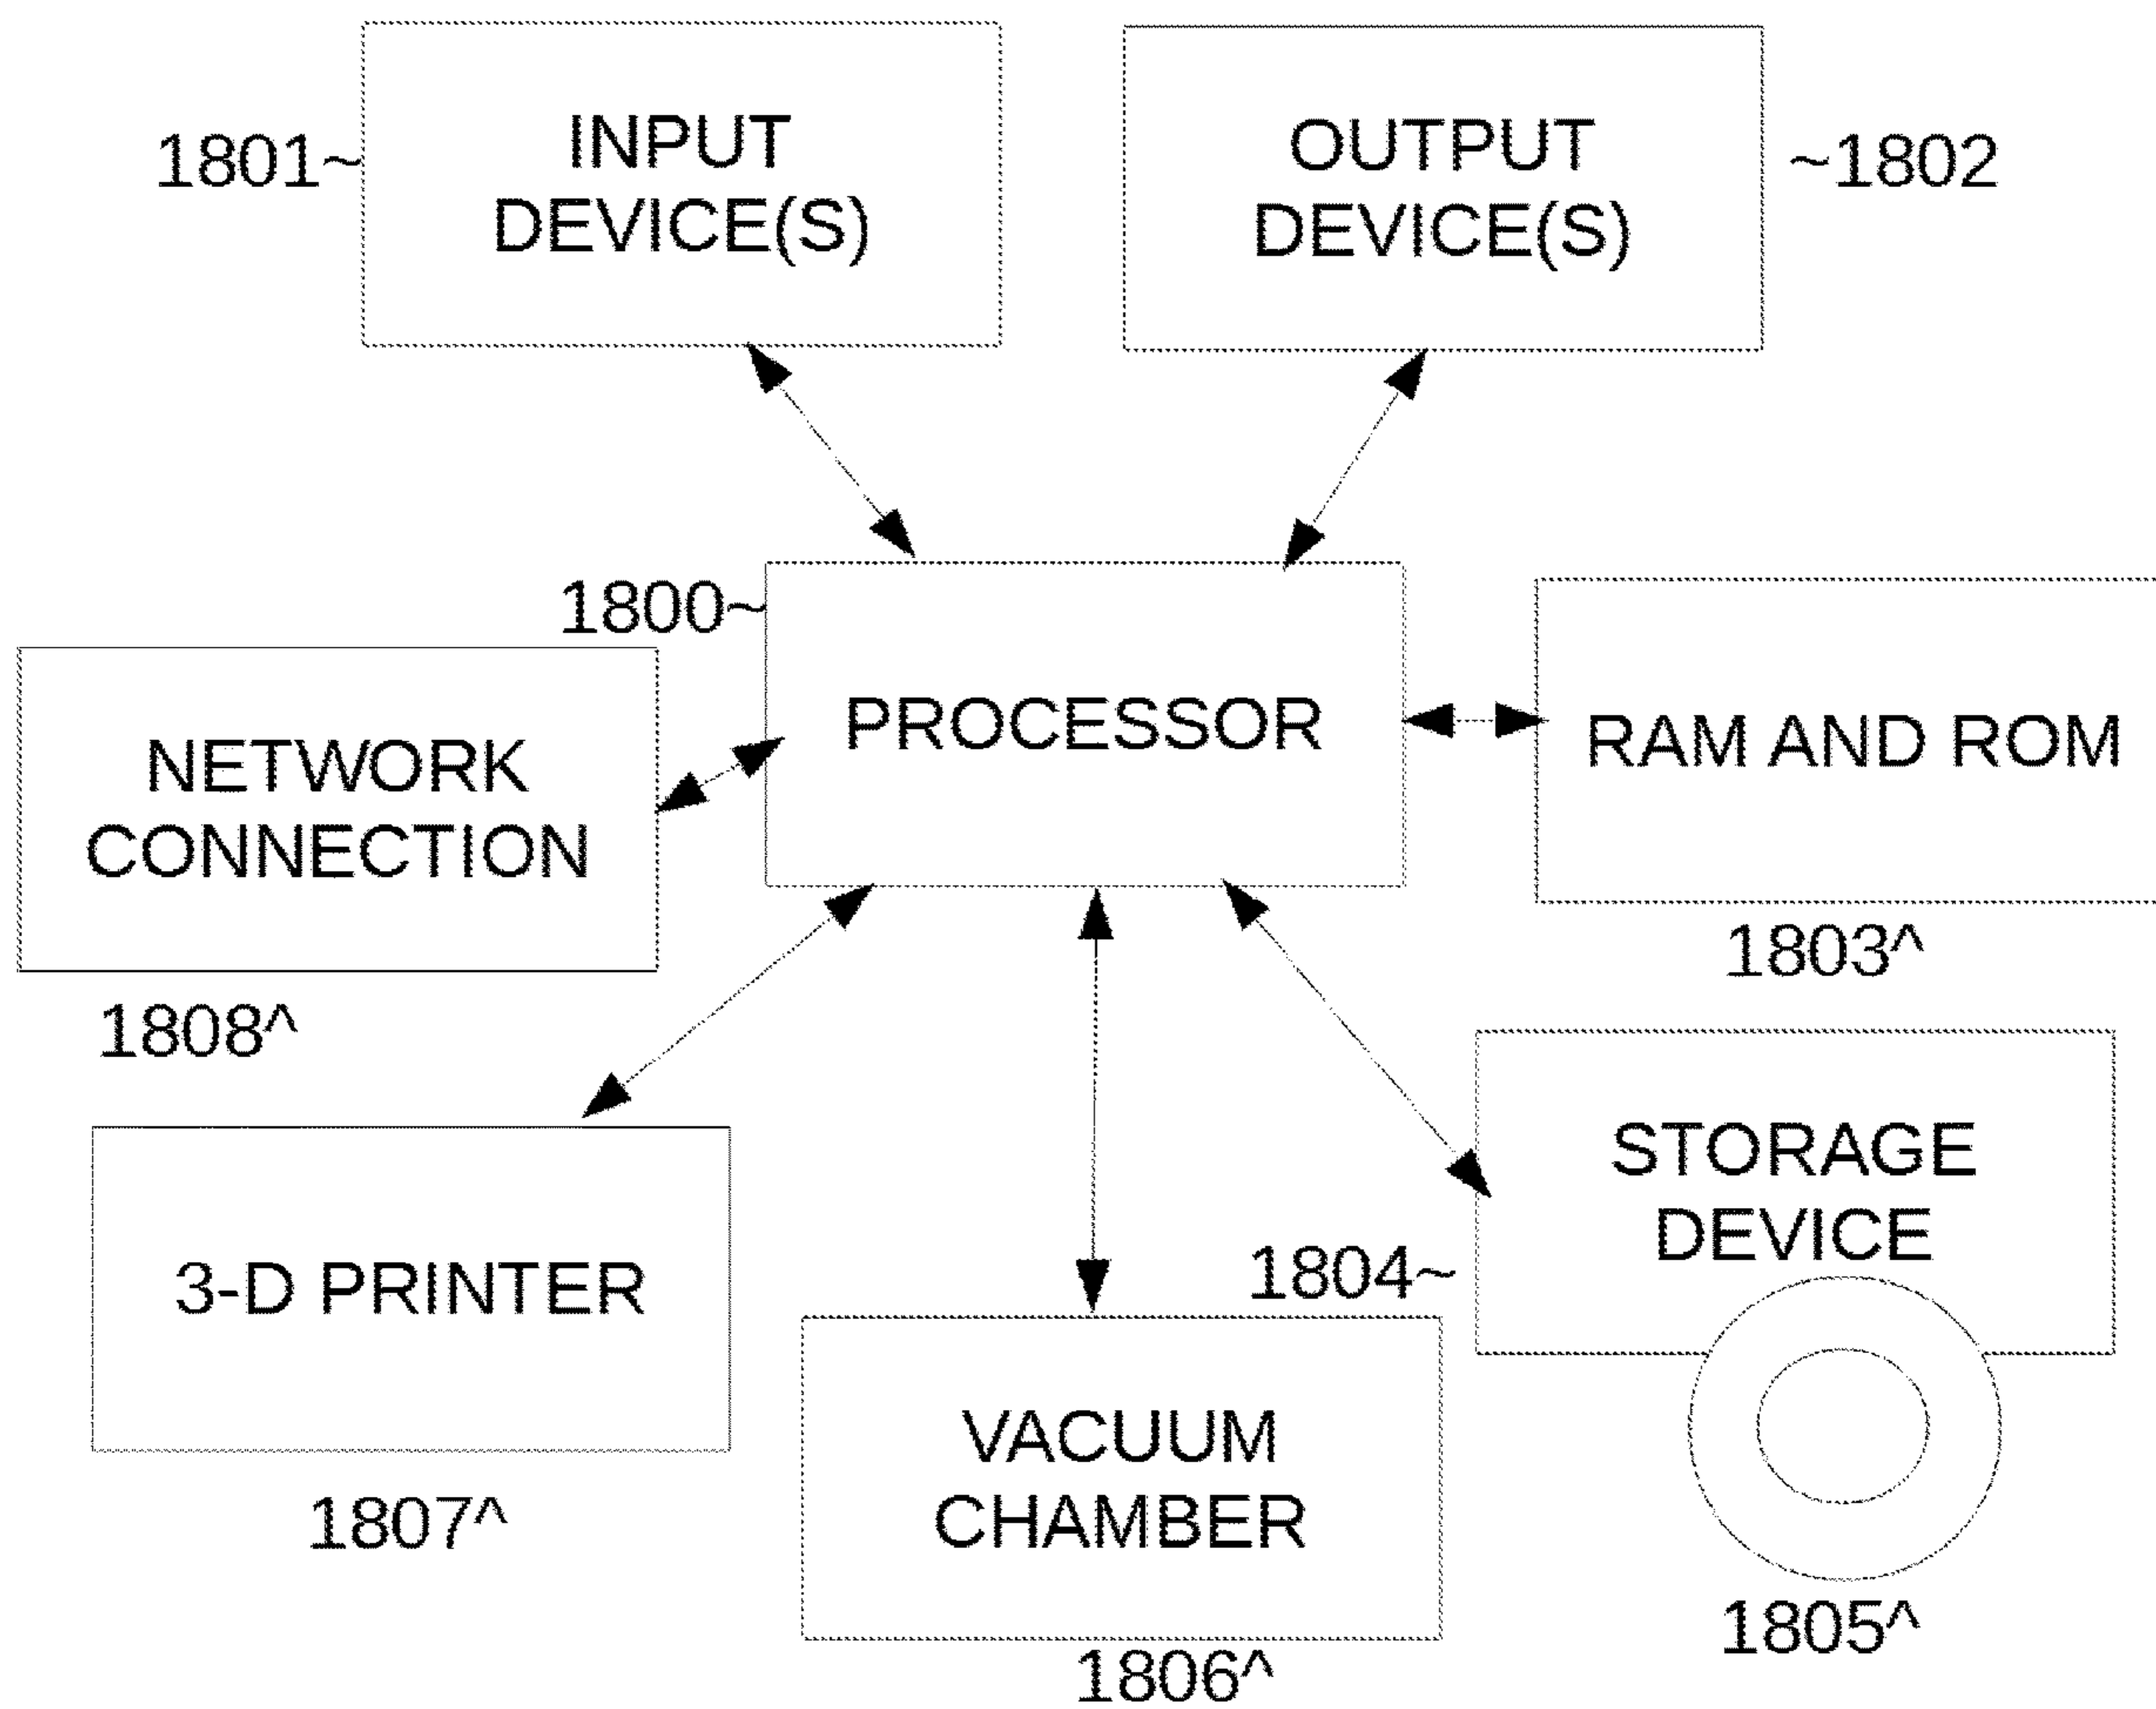 1801~
INPUT
DEVICE(S)
OUTPUT
DEVICE(S)
~1802
1800~
PROCESSOR
NETWORK
CONNECTION
1808^
RAM AND ROM
1803^
3-D PRINTER
1807^
VACUUM
CHAMBER
1806^
1804~
STORAGE
DEVICE
1805^